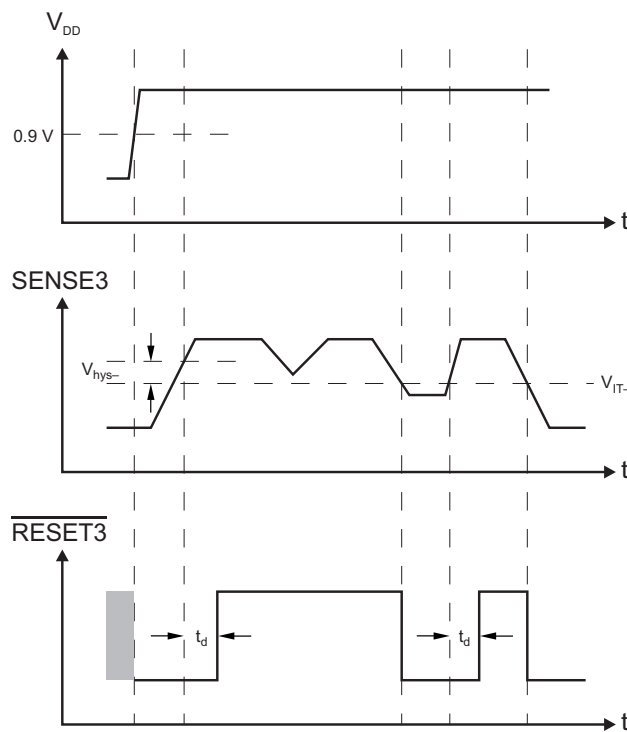 V_DD
0.9 V
t
SENSE3
V_hys–
V_IT–
t
RESET3
t_d
t_d
t